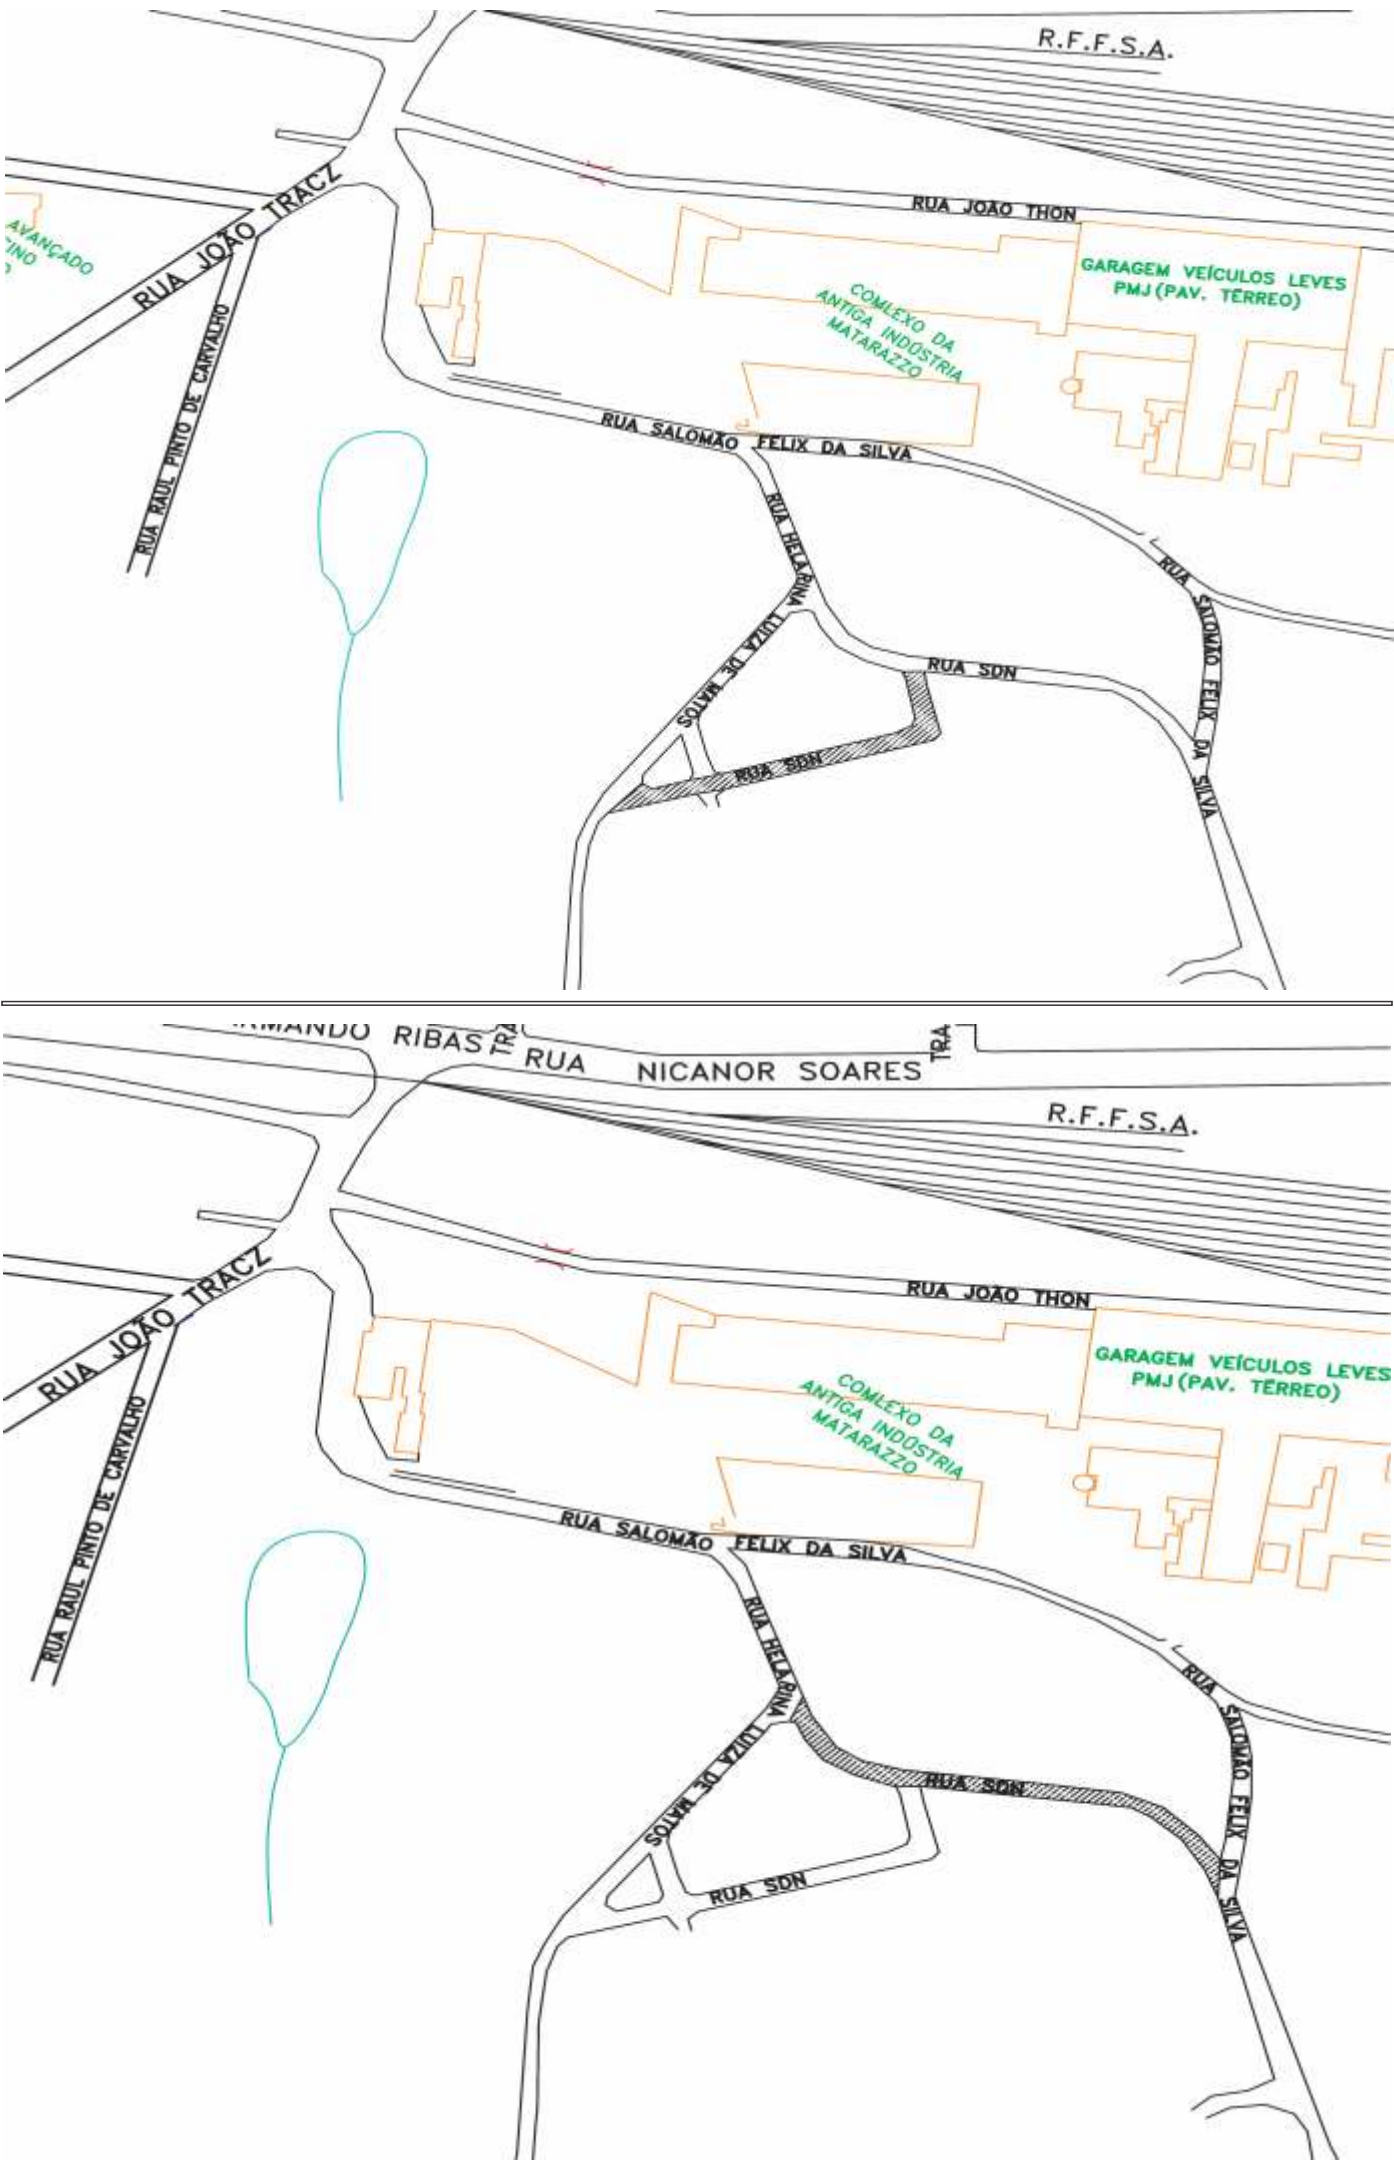 R.F.F.S.A.
RUA JOÃO TRACZ
AVANÇADO
RUA JOÃO THON
GARAGEM VEÍCULOS LEVES
PMJ (PAV. TÉRREO)
COMLEXO DA
ANTIGA INDÚSTRIA
MATARAZZO
RUA RAUL PINTO DE CARVALHO
RUA SALOMÃO FELIX DA SILVA
RUA HELARINA LUIZA DE MATOS
RUA SALOMÃO FELIX DA SILVA
RUA SDN
RUA SDN
RIBAS
TRA
RUA NICANOR SOARES
TRA
R.F.F.S.A.
RUA JOÃO TRACZ
RUA JOÃO THON
GARAGEM VEÍCULOS LEVES
PMJ (PAV. TÉRREO)
COMLEXO DA
ANTIGA INDÚSTRIA
MATARAZZO
RUA RAUL PINTO DE CARVALHO
RUA SALOMÃO FELIX DA SILVA
RUA HELARINA LUIZA DE MATOS
RUA SALOMÃO FELIX DA SILVA
RUA SDN
RUA SDN